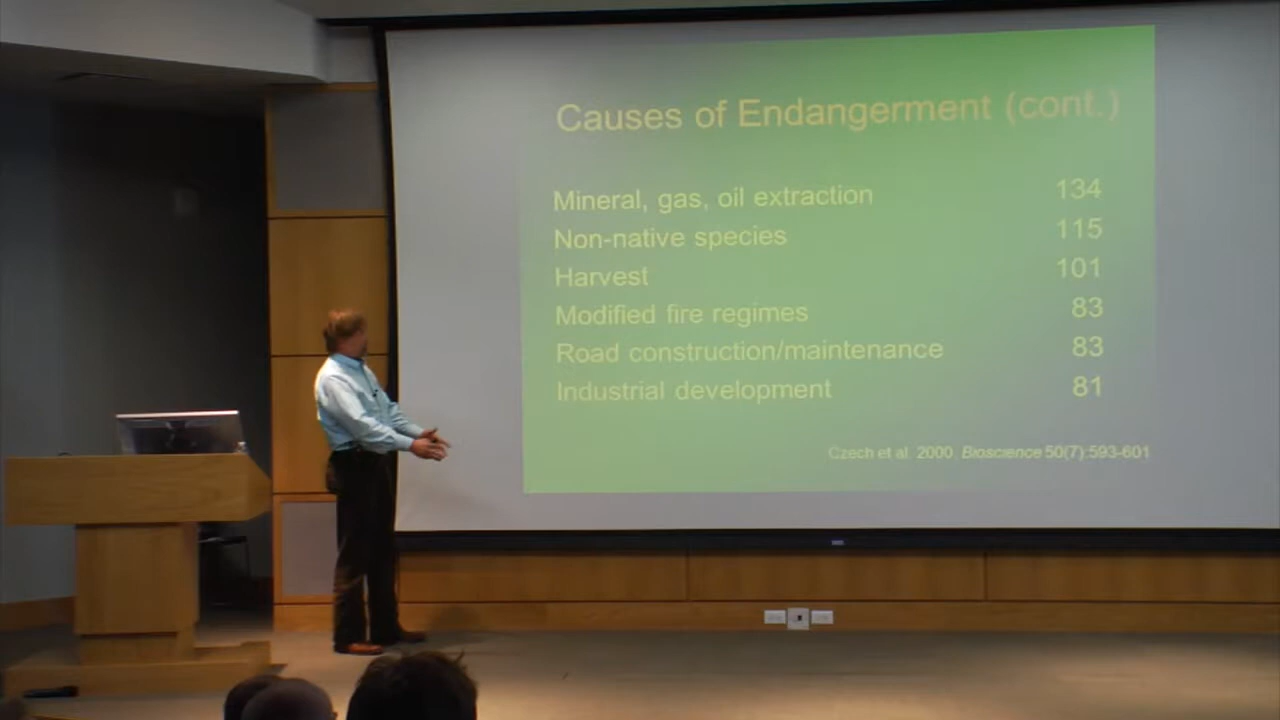 Causes of Endangerment (cont.)
Mineral, gas, oil extraction 134
Non-native species 115
Harvest 101
Modified fire regimes 83
Road construction/maintenance 83
Industrial development 81
Czech et al. 2000. Bioscience 50(7):593-601